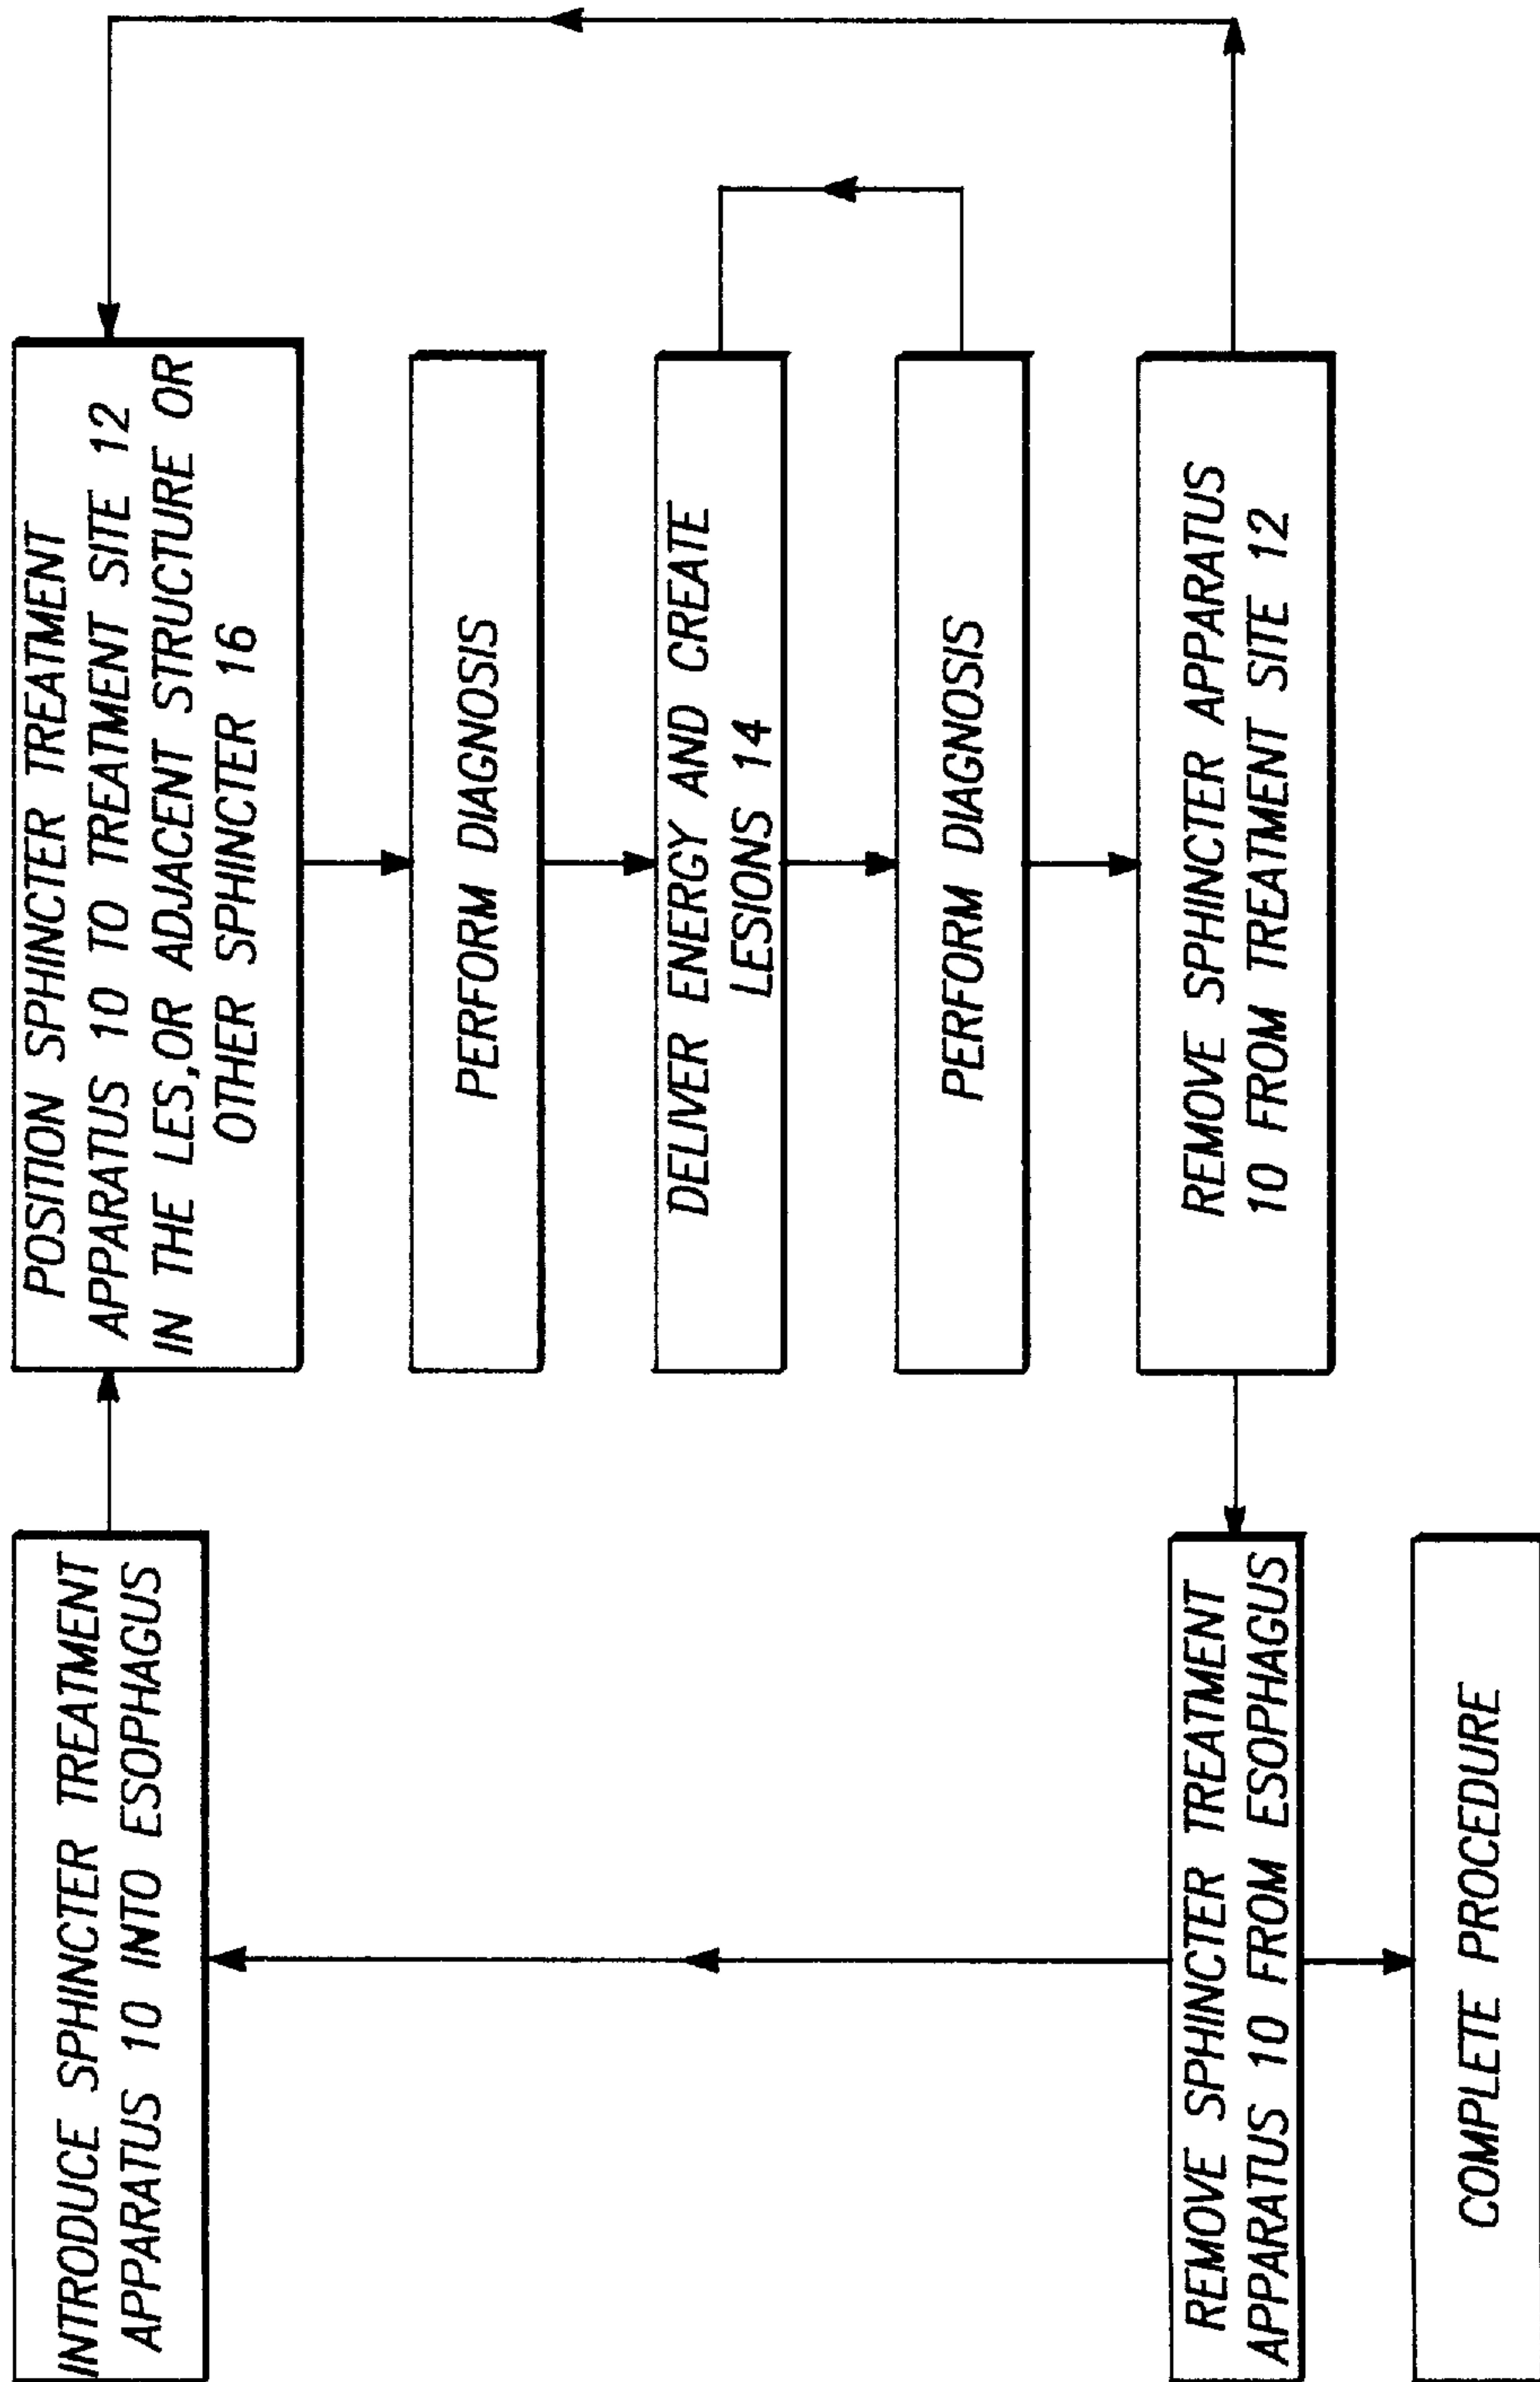 INTRODUCE SPHINCTER TREATMENT
APPARATUS 10 INTO ESOPHAGUS
POSITION SPHINCTER TREATMENT
APPARATUS 10 TO TREATMENT SITE 12
IN THE LES,OR ADJACENT STRUCTURE OR
OTHER SPHINCTER 16
PERFORM DIAGNOSIS
DELIVER ENERGY AND CREATE
LESIONS 14
PERFORM DIAGNOSIS
REMOVE SPHINCTER APPARATUS
10 FROM TREATMENT SITE 12
REMOVE SPHINCTER TREATMENT
APPARATUS 10 FROM ESOPHAGUS
COMPLETE PROCEDURE